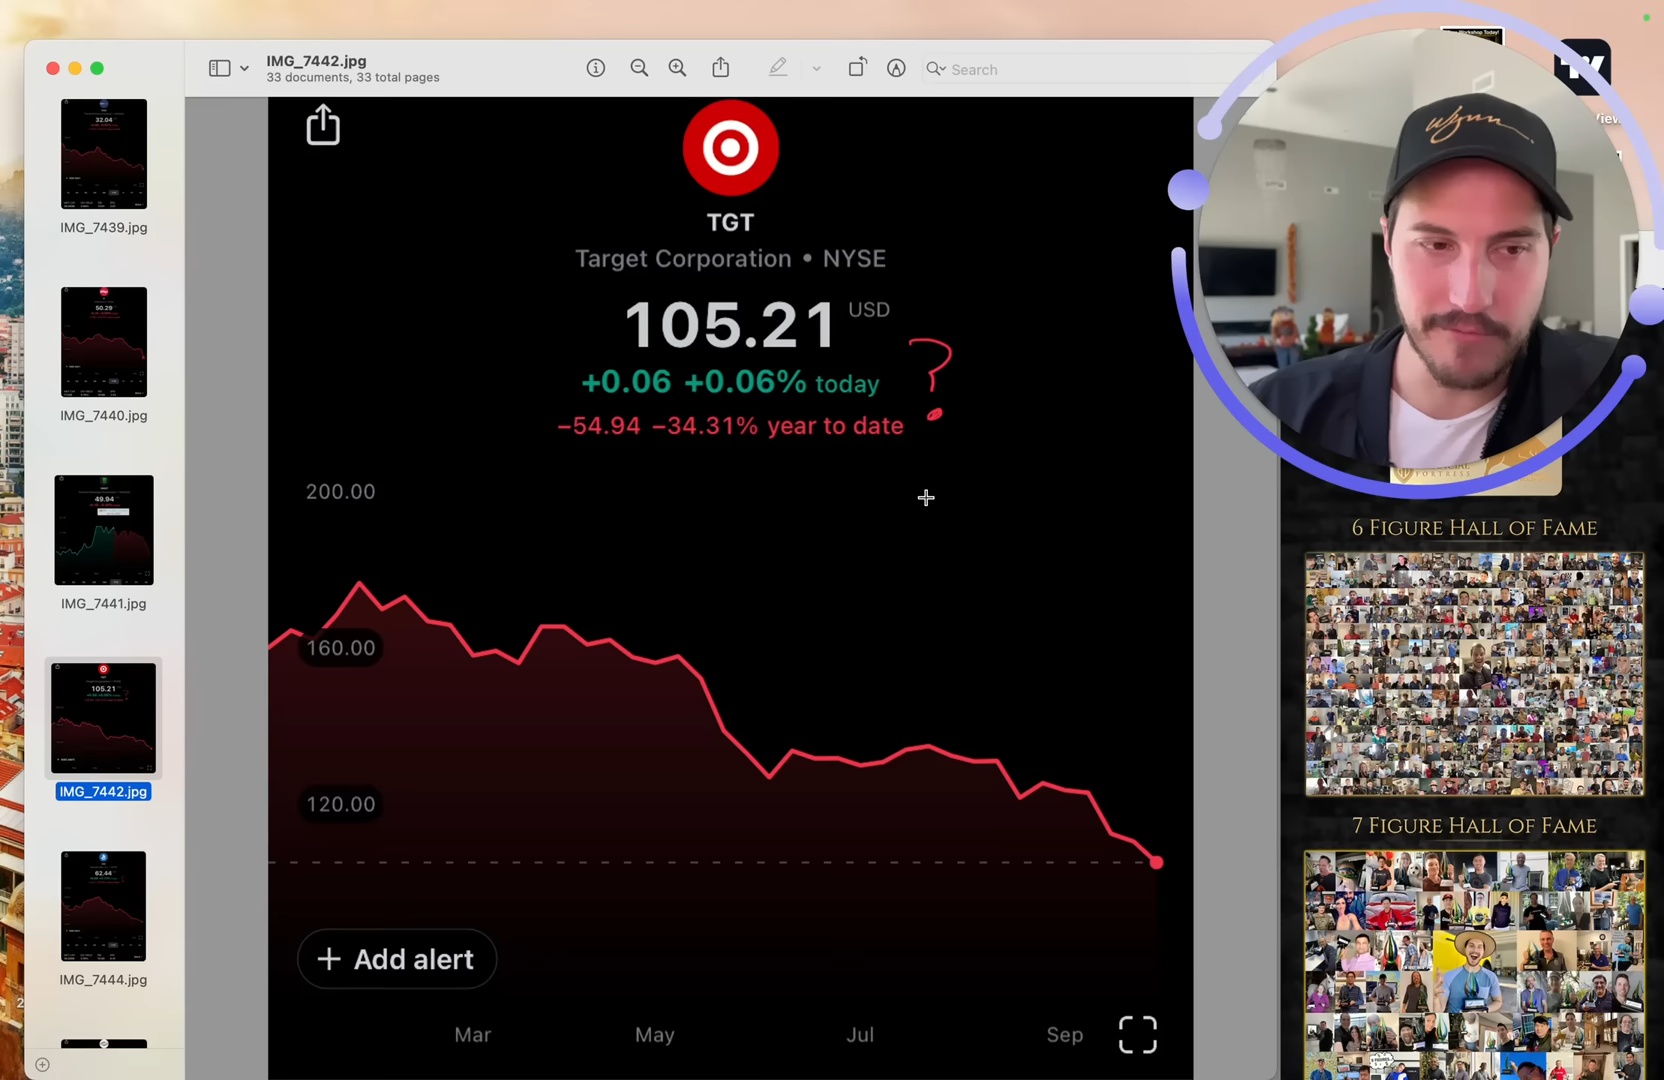 IMG_7442.jpg
33 documents, 33 total pages
Search
IMG_7439.jpg
IMG_7440.jpg
IMG_7441.jpg
IMG_7442.jpg
IMG_7444.jpg
32.04
50.29
49.94
105.21
62.44
TGT
Target Corporation • NYSE
105.21 USD
+0.06 +0.06% today
−54.94 −34.31% year to date
?
200.00
160.00
120.00
+ Add alert
Mar May Jul Sep
Wynn
FORTRESS
6 Figure Hall of Fame
7 Figure Hall of Fame